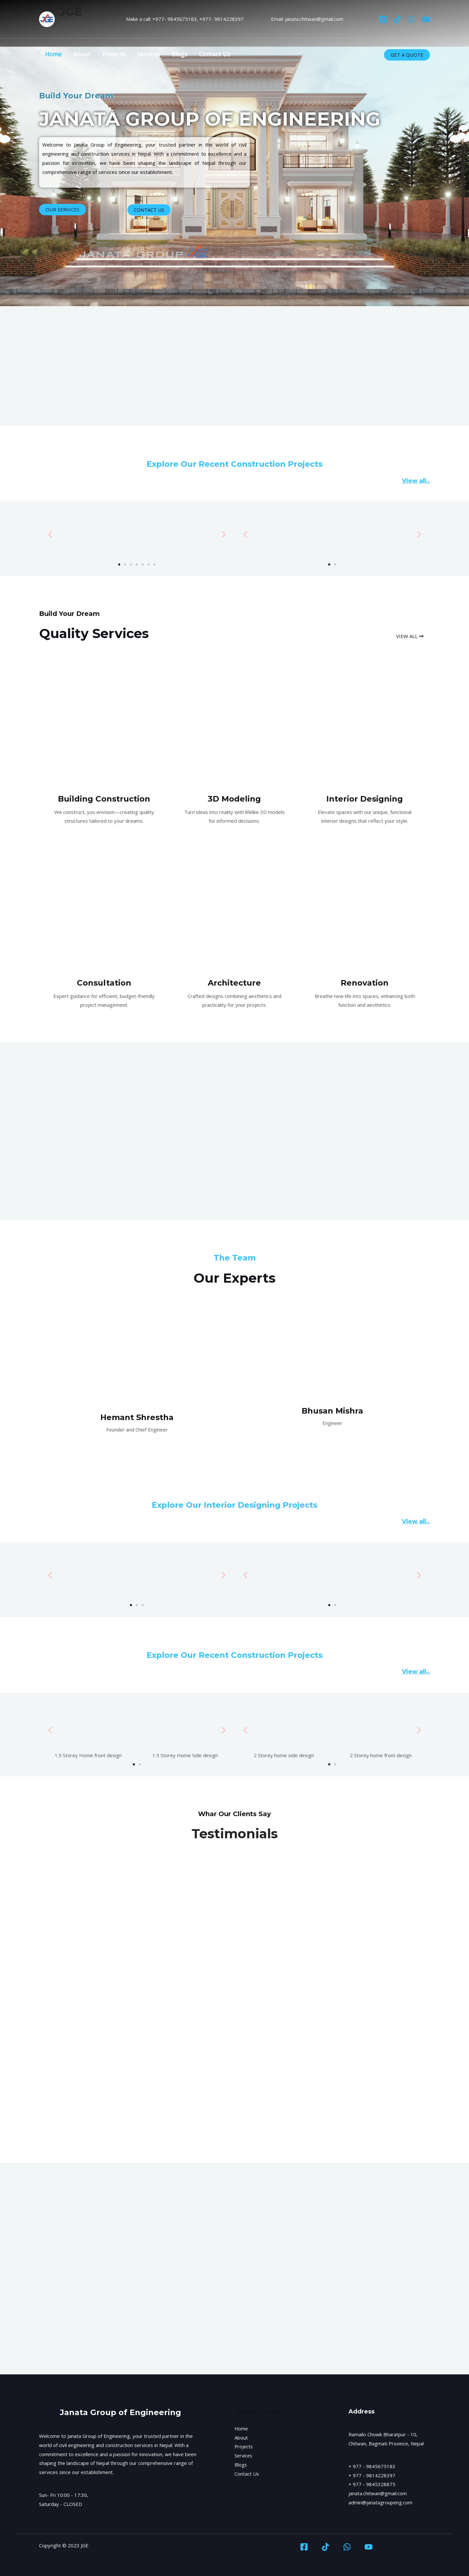 JGE
Make a call: +977- 9845675183, +977- 9814228397
Email: janata.chitwan@gmail.com
Home
About
Projects
Services
Blogs
Contact Us
GET A QUOTE
Build Your Dream
JANATA GROUP OF ENGINEERING
Welcome to Janata Group of Engineering, your trusted partner in the world of civil
engineering and construction services in Nepal. With a commitment to excellence and a
passion for innovation, we have been shaping the landscape of Nepal through our
comprehensive range of services since our establishment.
OUR SERVICES
CONTACT US
JANATA GROUP
Explore Our Recent Construction Projects
View all...
Build Your Dream
Quality Services
VIEW ALL
Building Construction
We construct, you envision—creating quality
structures tailored to your dreams.
3D Modeling
Turn ideas into reality with lifelike 3D models
for informed decisions.
Interior Designing
Elevate spaces with our unique, functional
interior designs that reflect your style.
Consultation
Expert guidance for efficient, budget-friendly
project management.
Architecture
Crafted designs combining aesthetics and
practicality for your projects.
Renovation
Breathe new life into spaces, enhancing both
function and aesthetics.
The Team
Our Experts
Hemant Shrestha
Founder and Chief Engineer
Bhusan Mishra
Engineer
Explore Our Interior Designing Projects
View all...
Explore Our Recent Construction Projects
View all...
1.5 Storey Home front design
1.5 Storey Home Side design
2 Storey home side design
2 Storey home front design
Whar Our Clients Say
Testimonials
Janata Group of Engineering
Welcome to Janata Group of Engineering, your trusted partner in the
world of civil engineering and construction services in Nepal. With a
commitment to excellence and a passion for innovation, we have been
shaping the landscape of Nepal through our comprehensive range of
services since our establishment.
Sun- Fri 10:00 - 17:30,
Saturday - CLOSED
Home
About
Projects
Services
Blogs
Contact Us
Address
Ramailo Chowk Bharatpur - 10,
Chitwan, Bagmati Province, Nepal
+ 977 - 9845675183
+ 977 - 9814228397
+ 977 - 9845328875
janata.chitwan@gmail.com
admin@janatagroupeng.com
Copyright © 2023 JGE